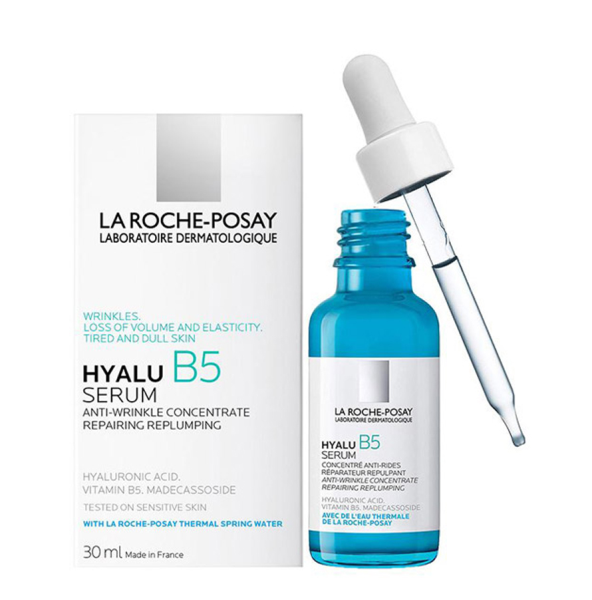 LA ROCHE-POSAY
LABORATOIRE DERMATOLOGIQUE
WRINKLES.
LOSS OF VOLUME AND ELASTICITY.
TIRED AND DULL SKIN
HYALU B5
SERUM
ANTI-WRINKLE CONCENTRATE
REPAIRING REPLUMPING
HYALURONIC ACID.
VITAMIN B5. MADECASSOSIDE
TESTED ON SENSITIVE SKIN
WITH LA ROCHE-POSAY THERMAL SPRING WATER
30 ml Made in France
LA ROCHE-POSAY
LABORATOIRE DERMATOLOGIQUE
HYALU B5
SERUM
CONCENTRÉ ANTI-RIDES
RÉPARATEUR REPULPANT
ANTI-WRINKLE CONCENTRATE
REPAIRING REPLUMPING
HYALURONIC ACID.
VITAMIN B5. MADECASSOSIDE
AVEC DE L'EAU THERMALE
DE LA ROCHE-POSAY